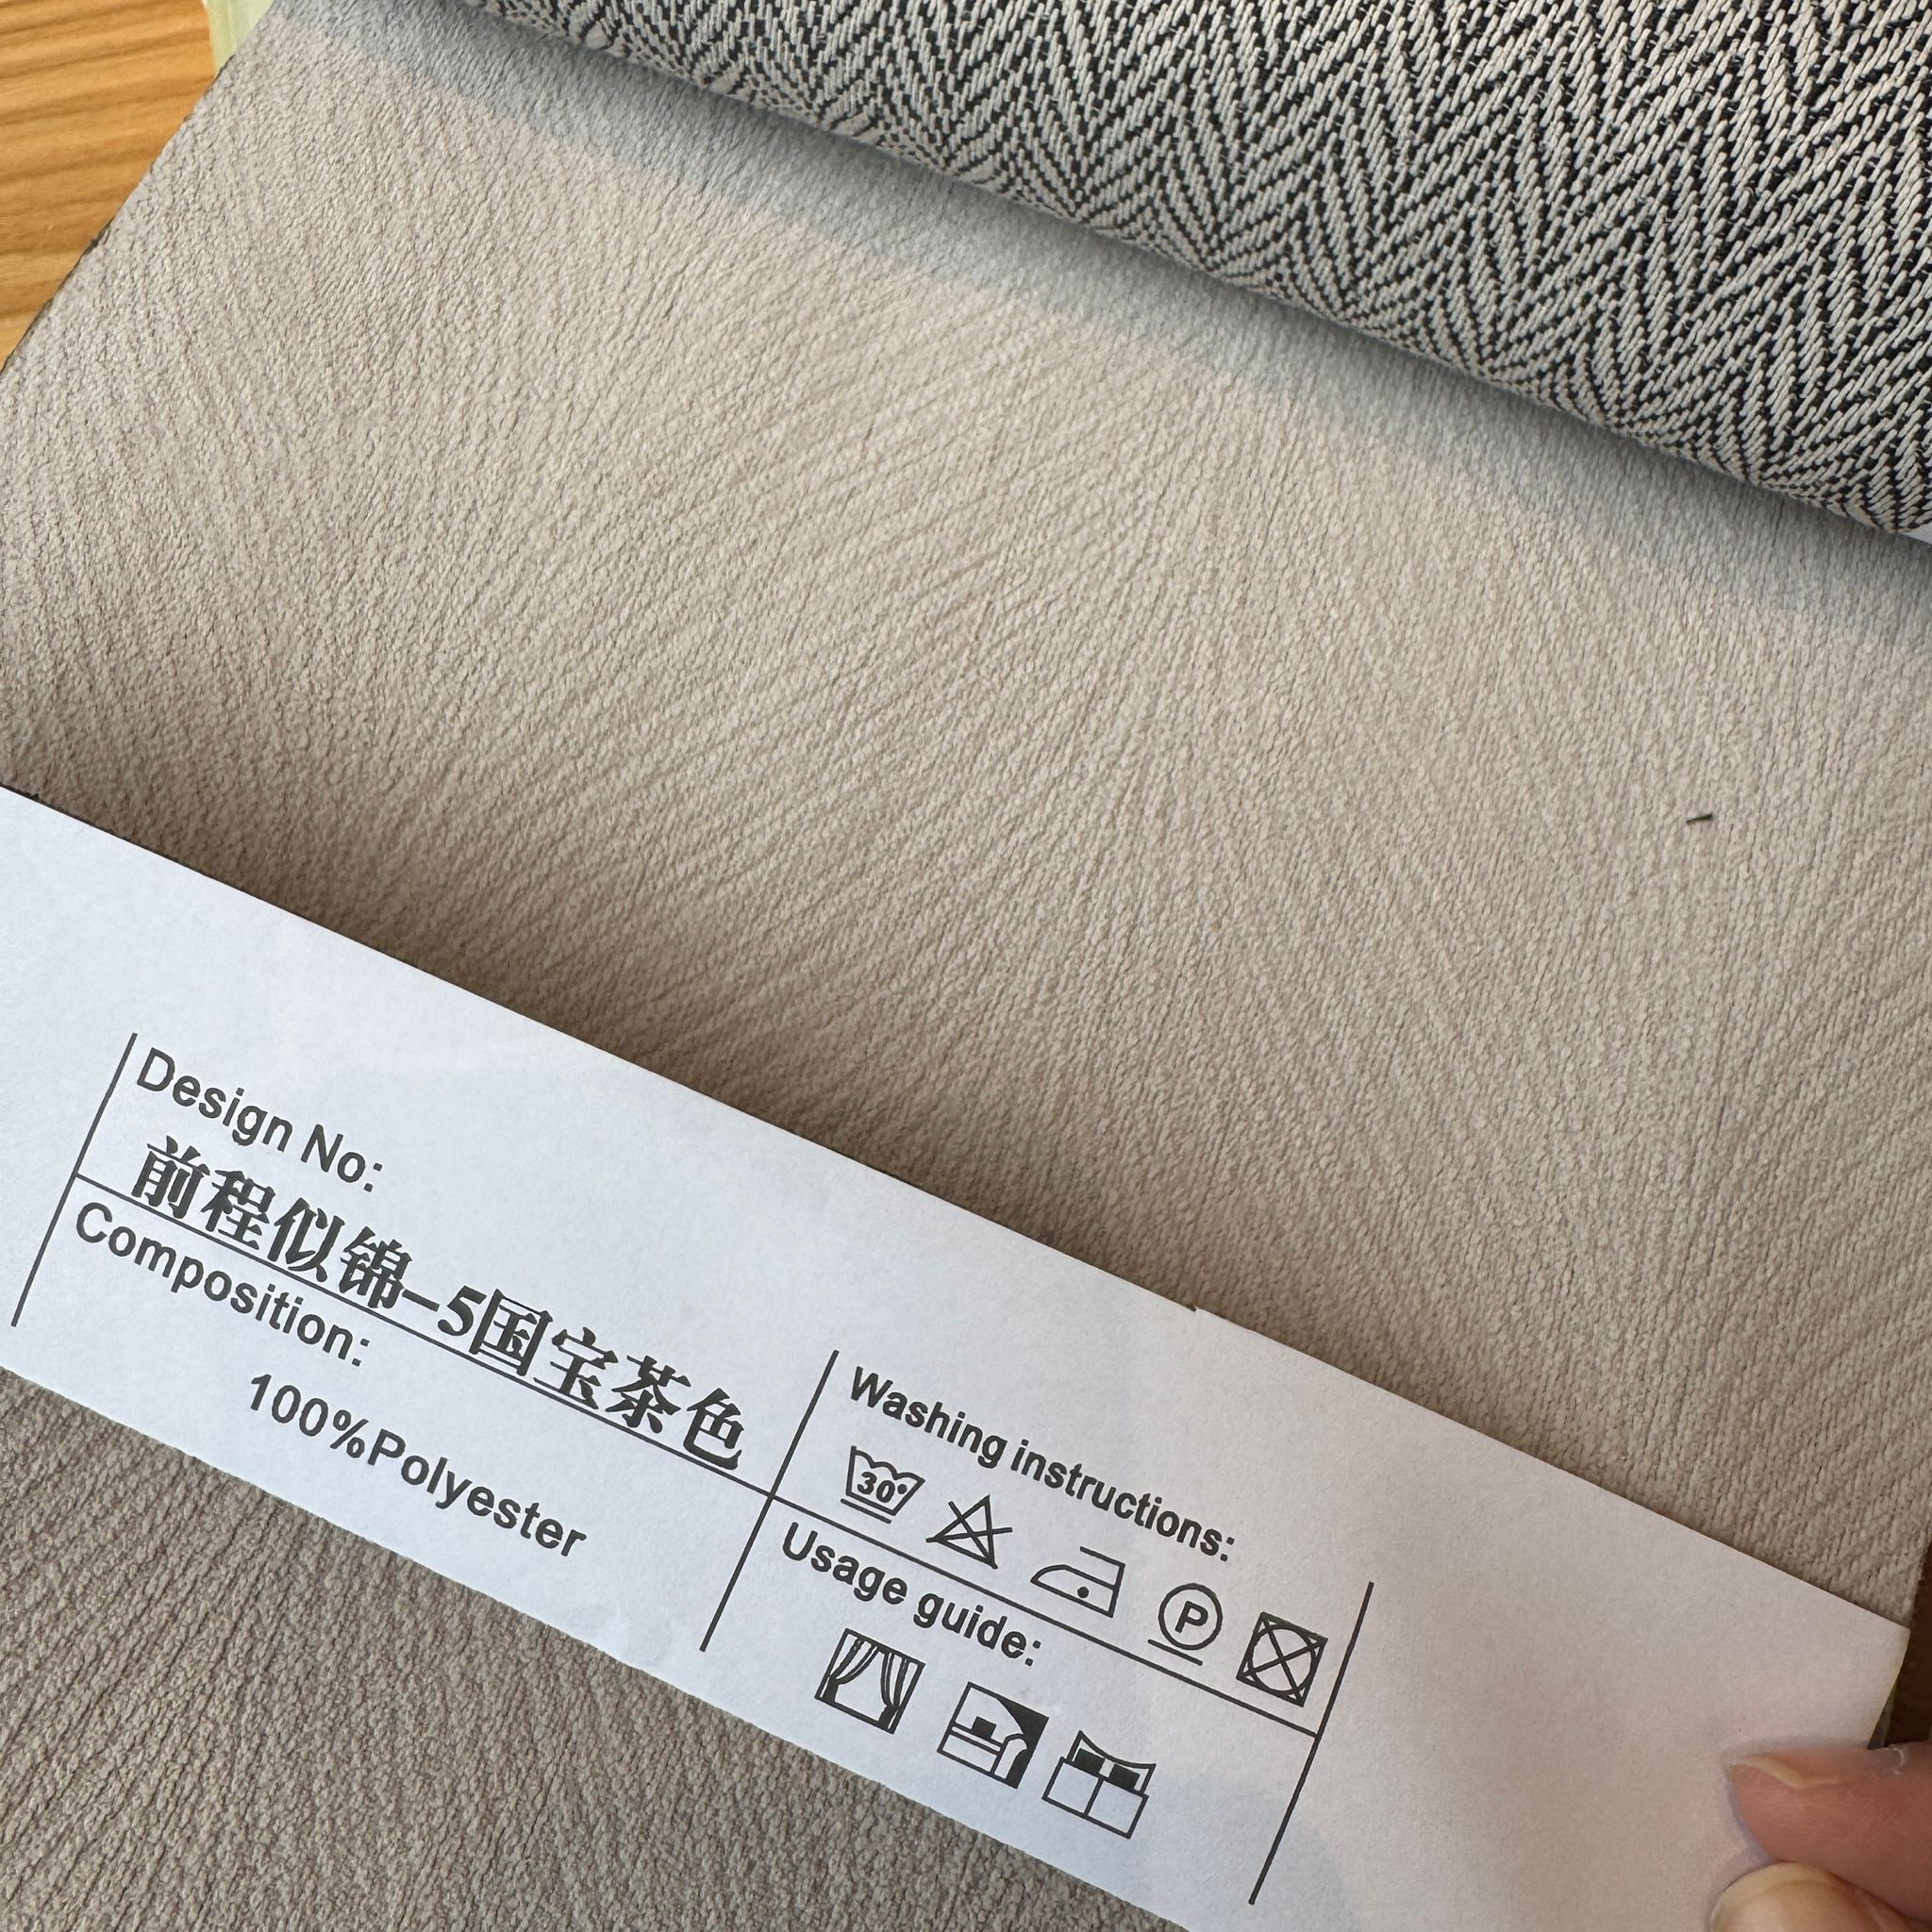 Design No:
前程似锦-5国宝茶色
Composition:
100%Polyester
Washing instructions:
30°
P
Usage guide: